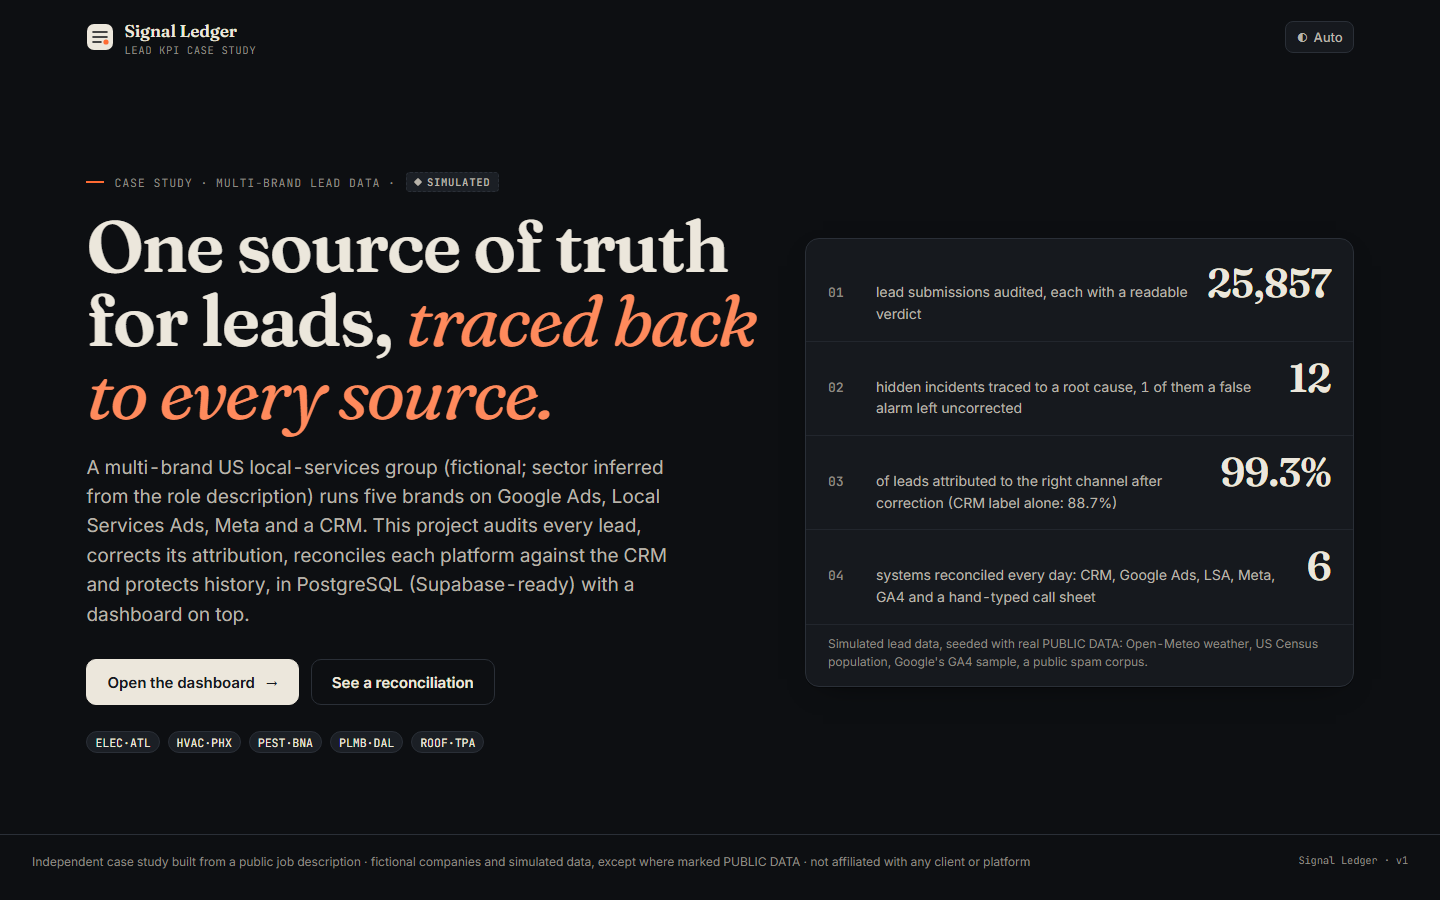 Signal Ledger
LEAD KPI CASE STUDY
Auto
CASE STUDY · MULTI-BRAND LEAD DATA ·
SIMULATED
One source of truth
for leads, traced back
to every source.
A multi-brand US local-services group (fictional; sector inferred
from the role description) runs five brands on Google Ads, Local
Services Ads, Meta and a CRM. This project audits every lead,
corrects its attribution, reconciles each platform against the CRM
and protects history, in PostgreSQL (Supabase-ready) with a
dashboard on top.
Open the dashboard →
See a reconciliation
ELEC·ATL
HVAC·PHX
PEST·BNA
PLMB·DAL
ROOF·TPA
01
lead submissions audited, each with a readable
verdict
25,857
02
hidden incidents traced to a root cause, 1 of them a false
alarm left uncorrected
12
03
of leads attributed to the right channel after
correction (CRM label alone: 88.7%)
99.3%
04
systems reconciled every day: CRM, Google Ads, LSA, Meta,
GA4 and a hand-typed call sheet
6
Simulated lead data, seeded with real PUBLIC DATA: Open-Meteo weather, US Census
population, Google's GA4 sample, a public spam corpus.
Independent case study built from a public job description · fictional companies and simulated data, except where marked PUBLIC DATA · not affiliated with any client or platform
Signal Ledger · v1